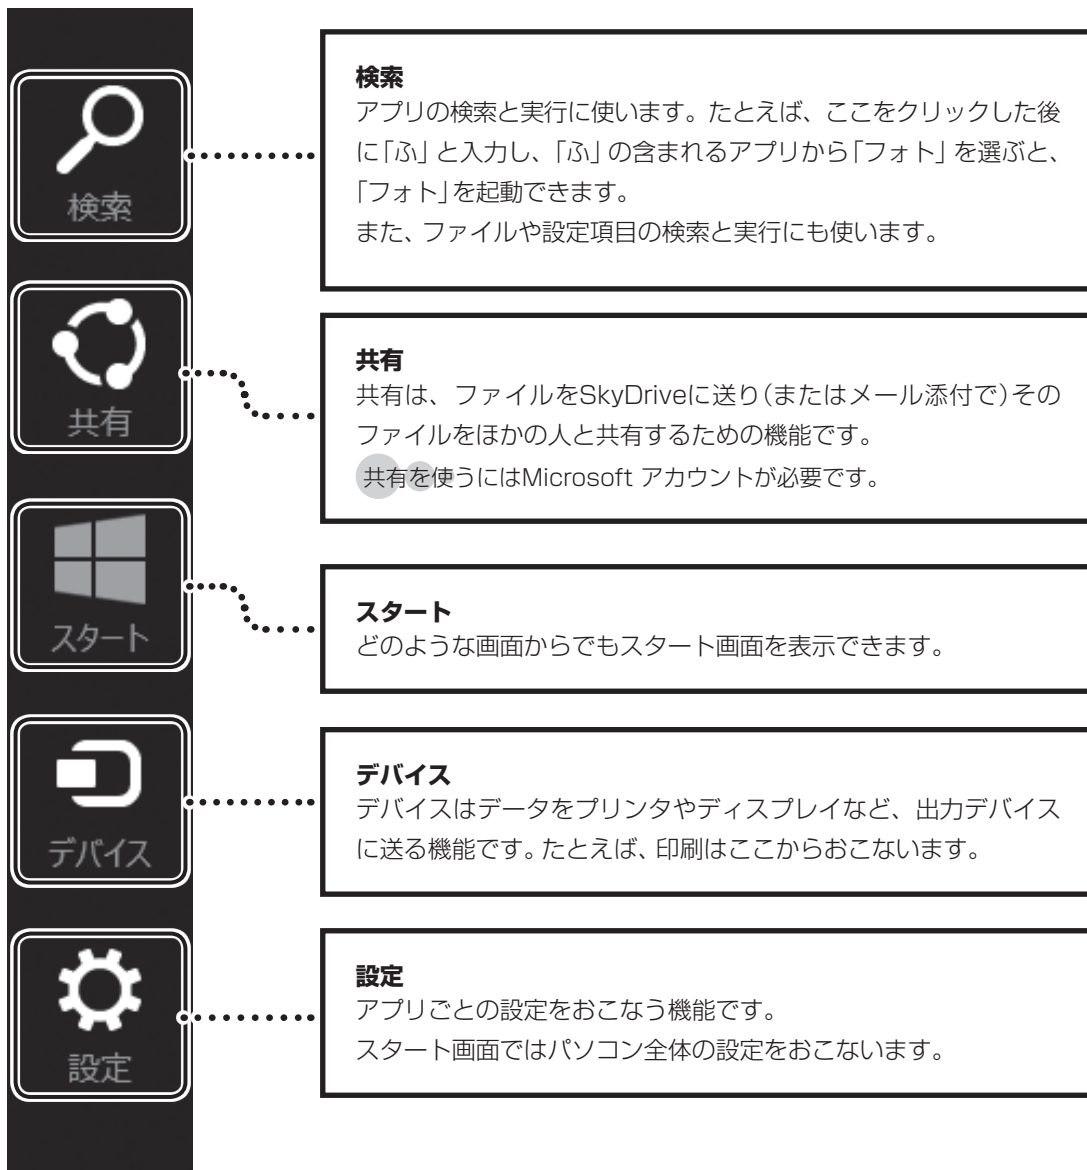 検索
検索
アプリの検索と実行に使います。たとえば、ここをクリックした後
に「ふ」と入力し、「ふ」の含まれるアプリから「フォト」を選ぶと、
「フォト」を起動できます。
また、ファイルや設定項目の検索と実行にも使います。
共有
共有
共有は、ファイルをSkyDriveに送り(またはメール添付で)その
ファイルをほかの人と共有するための機能です。
共有を使うにはMicrosoft アカウントが必要です。
スタート
スタート
どのような画面からでもスタート画面を表示できます。
デバイス
デバイス
デバイスはデータをプリンタやディスプレイなど、出力デバイス
に送る機能です。たとえば、印刷はここからおこないます。
設定
設定
アプリごとの設定をおこなう機能です。
スタート画面ではパソコン全体の設定をおこないます。